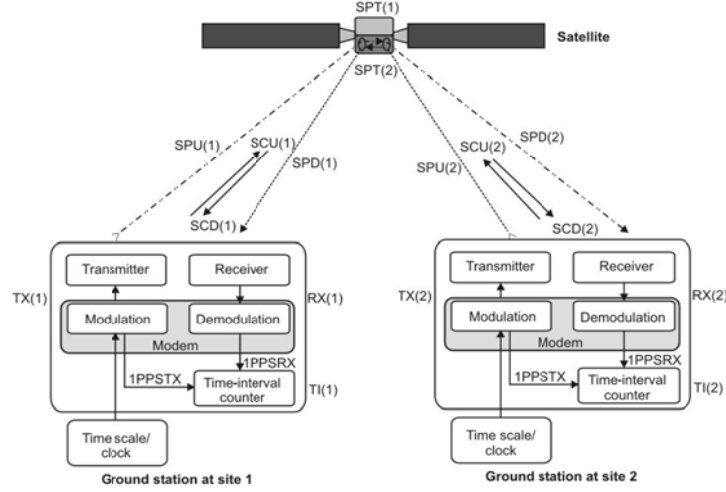 SPT(1)
Satellite
SPT(2)
SPU(1)
SCU(1)
SPD(1)
SCD(1)
SCU(2)
SPD(2)
SPU(2)
SCD(2)
Transmitter
Receiver
TX(1)
RX(1)
Modulation
Demodulation
Modem
1PPSRX
1PPSTX
Time-interval
counter
TI(1)
Time scale/
clock
Ground station at site 1
Transmitter
Receiver
TX(2)
RX(2)
Modulation
Demodulation
Modem
1PPSRX
1PPSTX
Time-interval
counter
TI(2)
Time scale/
clock
Ground station at site 2